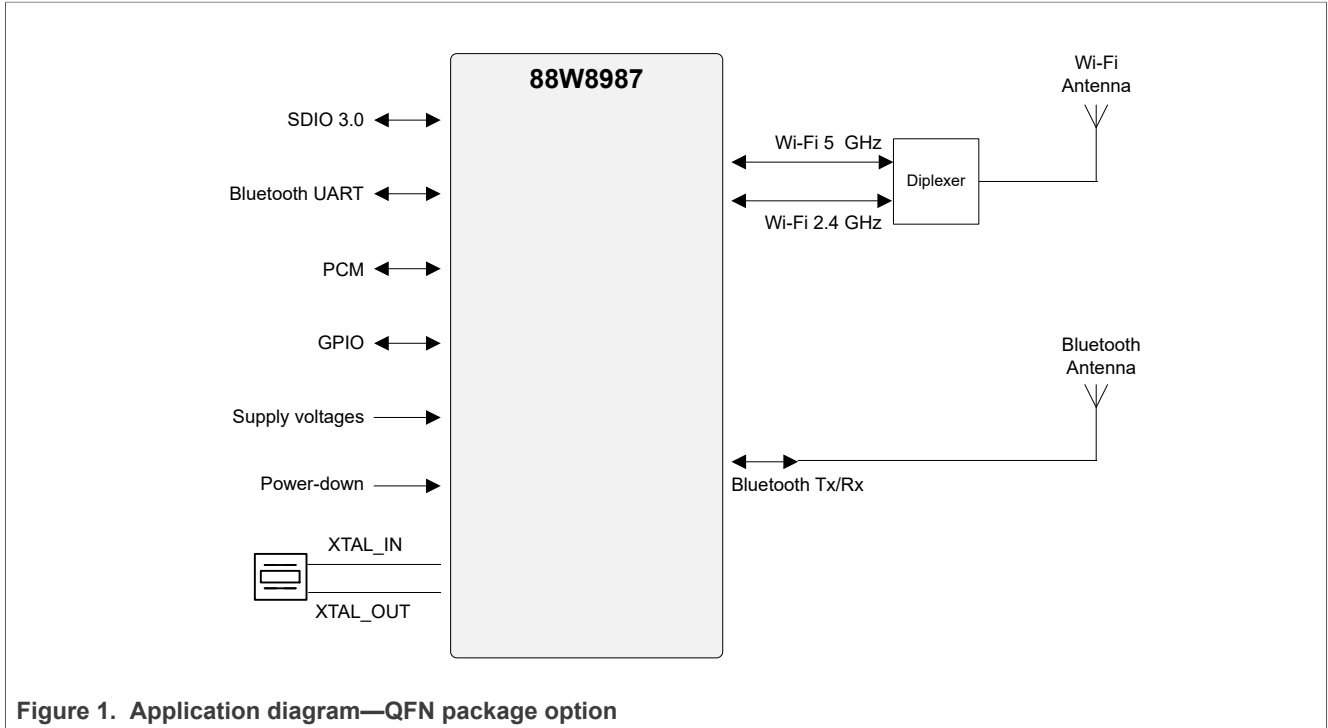 88W8987
SDIO 3.0
Bluetooth UART
PCM
GPIO
Supply voltages
Power-down
XTAL_IN
XTAL_OUT
Wi-Fi 5 GHz
Wi-Fi 2.4 GHz
Diplexer
Wi-Fi
Antenna
Bluetooth
Antenna
Bluetooth Tx/Rx
Figure 1. Application diagram—QFN package option